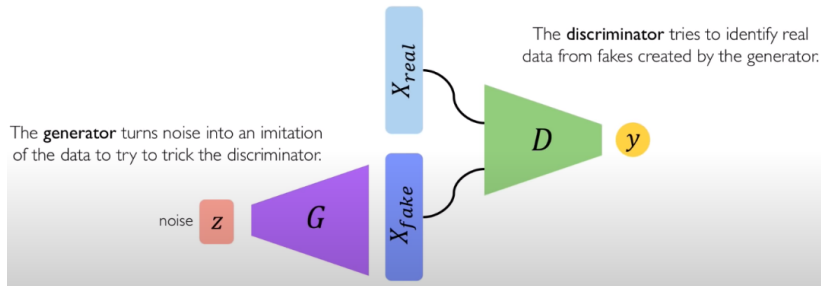 The discriminator tries to identify real
data from fakes created by the generator.
X_real
D
y
The generator turns noise into an imitation
of the data to try to trick the discriminator.
X_fake
noise
z
G